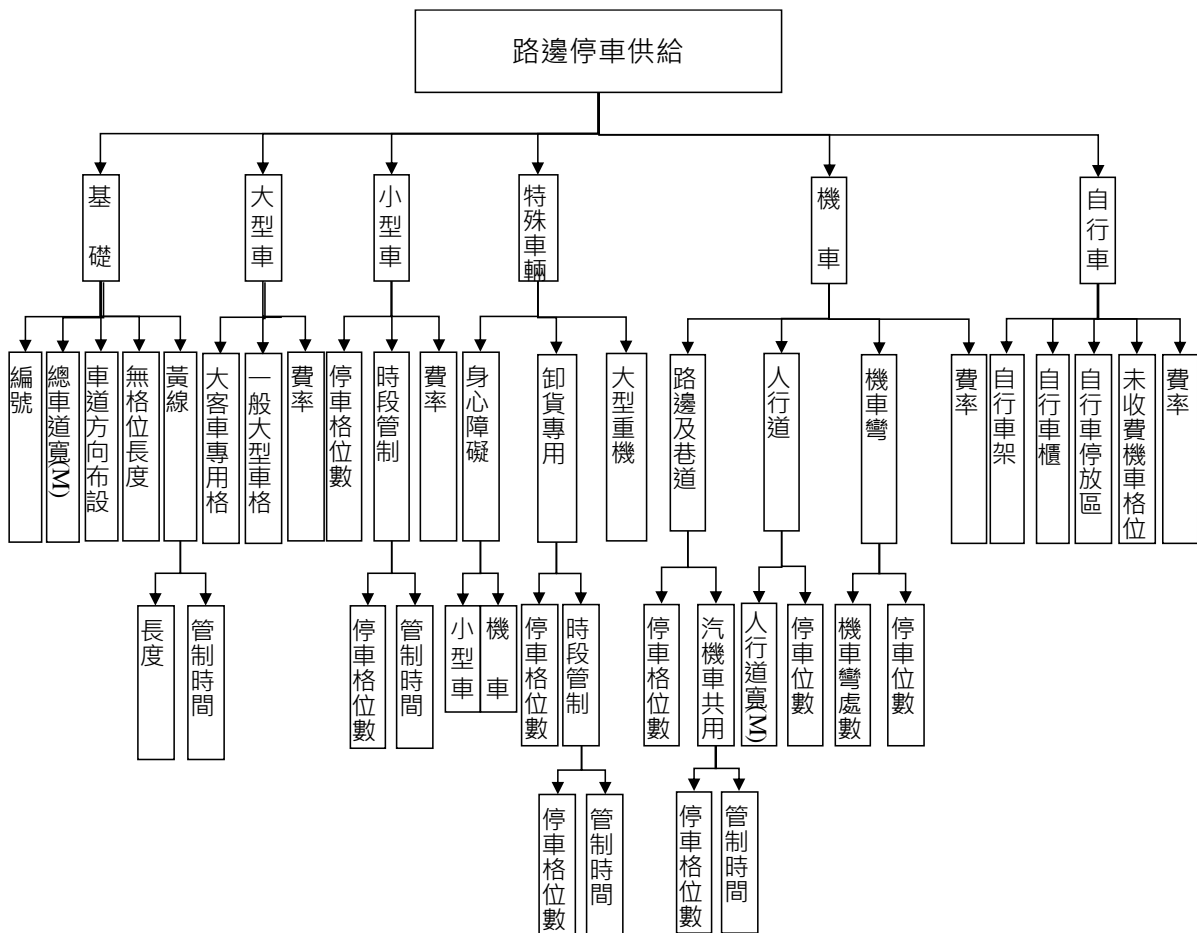 路邊停車供給
基礎
大型車
小型車
特殊車輛
機車
自行車
編號
總車道寬(M)
車道方向布設
無格位長度
黃線
大客車專用格
一般大型車格
費率
停車格位數
時段管制
費率
身心障礙
卸貨專用
大型重機
路邊及巷道
人行道
機車彎
費率
自行車架
自行車櫃
自行車停放區
未收費機車格位
費率
長度
管制時間
停車格位數
管制時間
小型車
機車
停車格位數
時段管制
停車格位數
汽機車共用
人行道寬(M)
停車位數
機車彎處數
停車位數
停車格位數
管制時間
停車格位數
管制時間